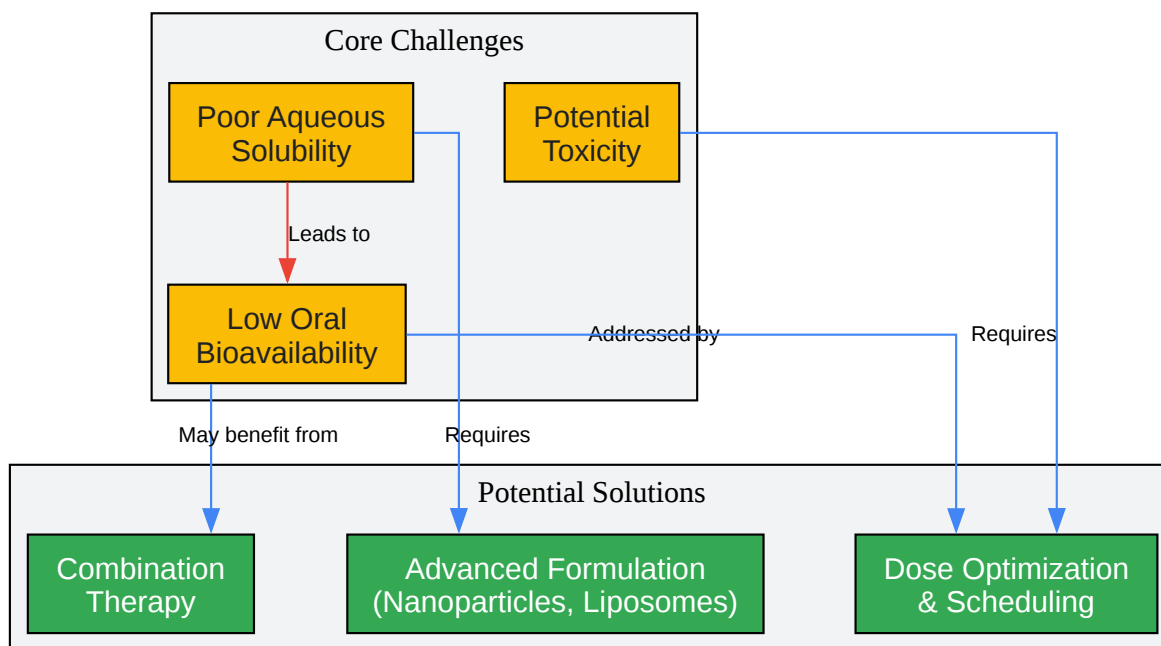 Core Challenges
Poor Aqueous
Solubility
Potential
Toxicity
Leads to
Low Oral
Bioavailability
Addressed by
Requires
May benefit from
Requires
Potential Solutions
Combination
Therapy
Advanced Formulation
(Nanoparticles, Liposomes)
Dose Optimization
& Scheduling